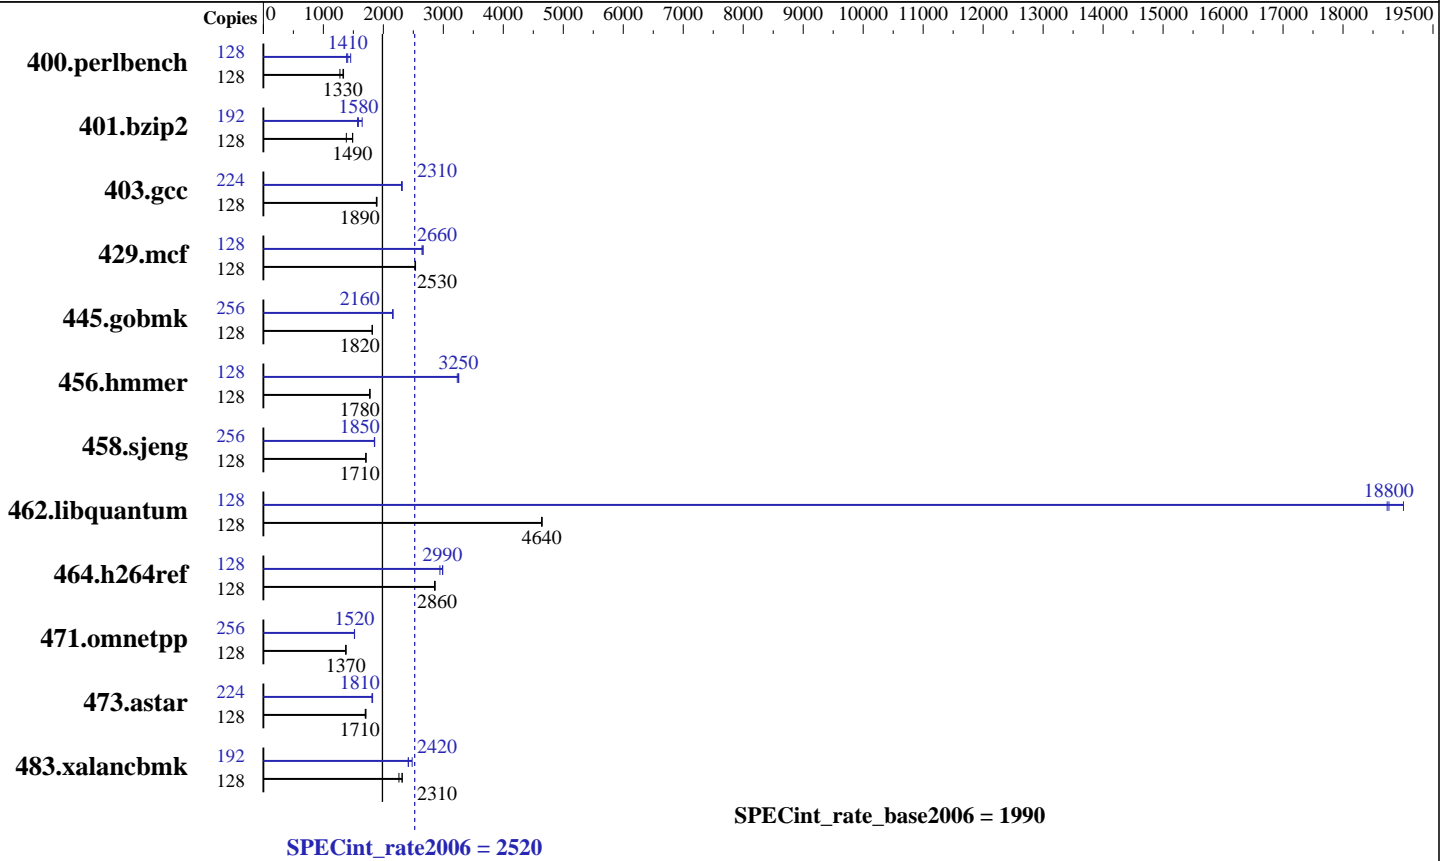 Copies 0 1000 2000 3000 4000 5000 6000 7000 8000 9000 10000 11000 12000 13000 14000 15000 16000 17000 18000 19500
400.perlbench 128 1410
128 1330
401.bzip2 192 1580
128 1490
403.gcc 224 2310
128 1890
429.mcf 128 2660
128 2530
445.gobmk 256 2160
128 1820
456.hmmer 128 3250
128 1780
458.sjeng 256 1850
128 1710
462.libquantum 128 18800
128 4640
464.h264ref 128 2990
128 2860
471.omnetpp 256 1520
128 1370
473.astar 224 1810
128 1710
483.xalancbmk 192 2420
128 2310
SPECint_rate_base2006 = 1990
SPECint_rate2006 = 2520